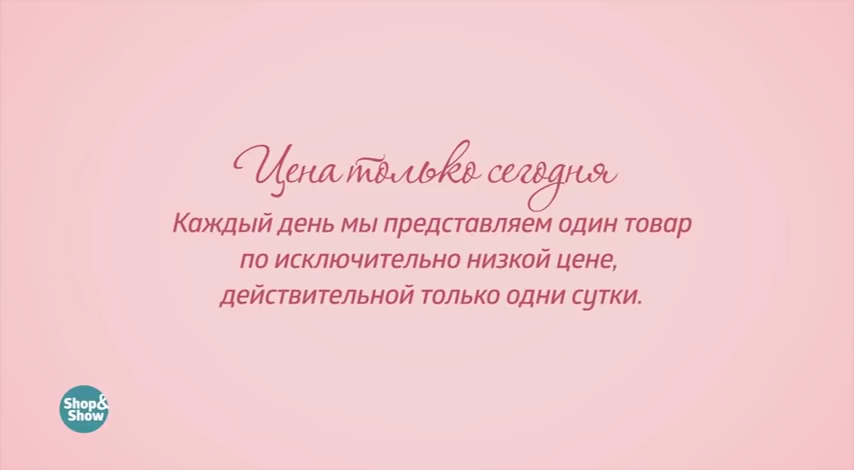 Цена только сегодня
Каждый день мы представляем один товар
по исключительно низкой цене,
действительной только одни сутки.
Shop&
Show